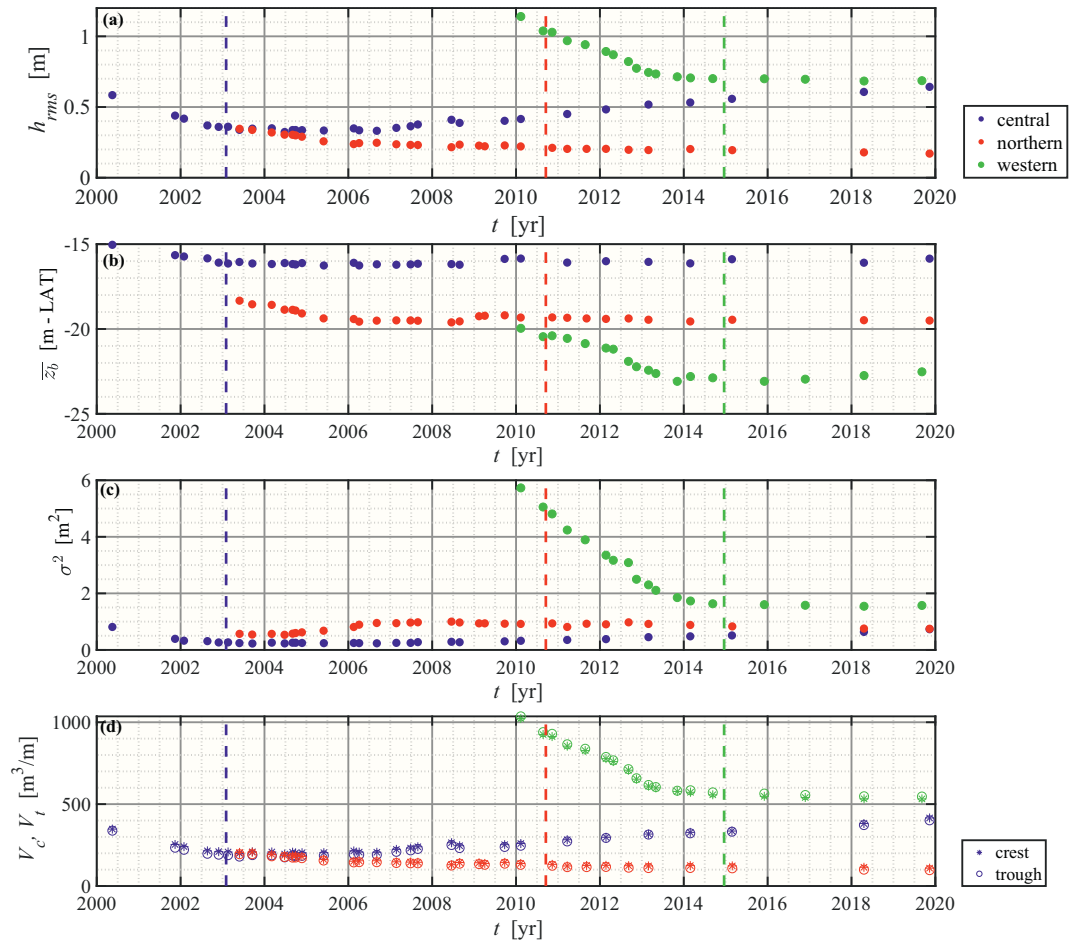 (a)
1
0.5
0
h_rms [m]
2000 2002 2004 2006 2008 2010 2012 2014 2016 2018 2020
t [yr]
central
northern
western
(b)
-15
-20
-25
z̅_b [m - LAT]
2000 2002 2004 2006 2008 2010 2012 2014 2016 2018 2020
t [yr]
(c)
6
4
2
0
σ² [m²]
2000 2002 2004 2006 2008 2010 2012 2014 2016 2018 2020
t [yr]
(d)
1000
500
0
V_c, V_t [m³/m]
2000 2002 2004 2006 2008 2010 2012 2014 2016 2018 2020
t [yr]
crest
trough